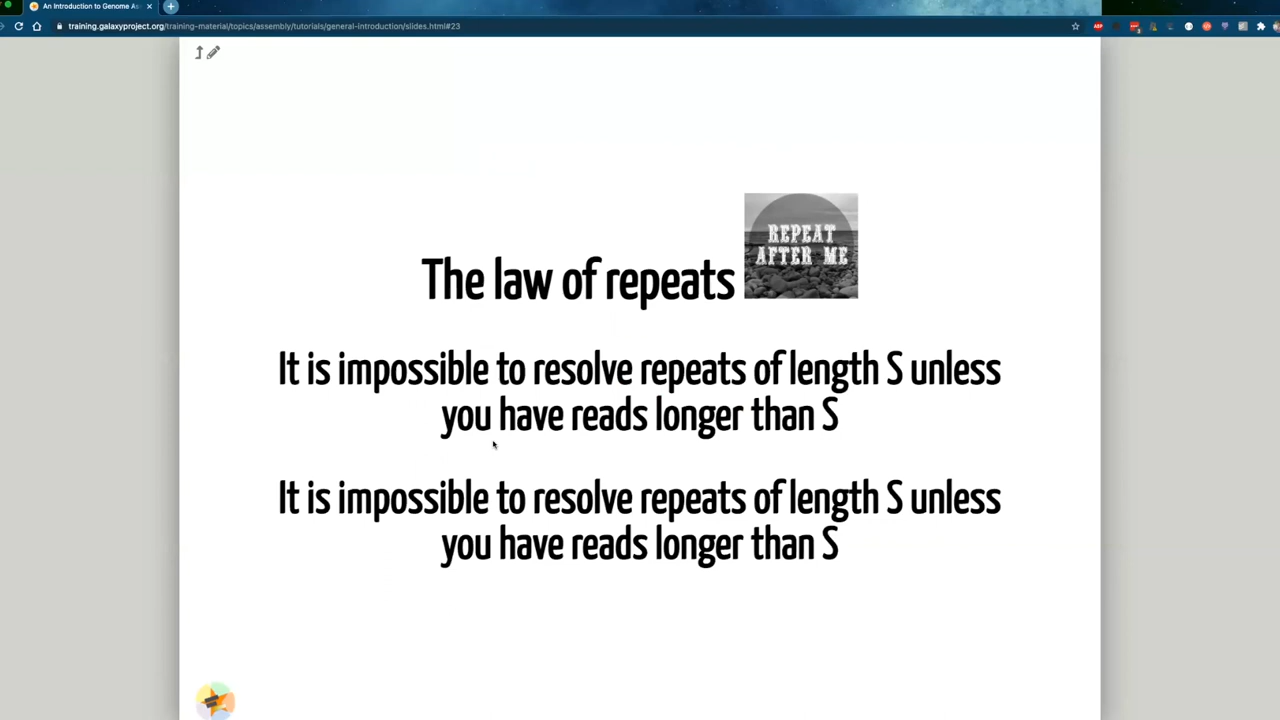 An Introduction to Genome As
training.galaxyproject.org/training-material/topics/assembly/tutorials/general-introduction/slides.html#23
ABP
REPEAT
AFTER ME
The law of repeats
It is impossible to resolve repeats of length S unless
you have reads longer than S
It is impossible to resolve repeats of length S unless
you have reads longer than S